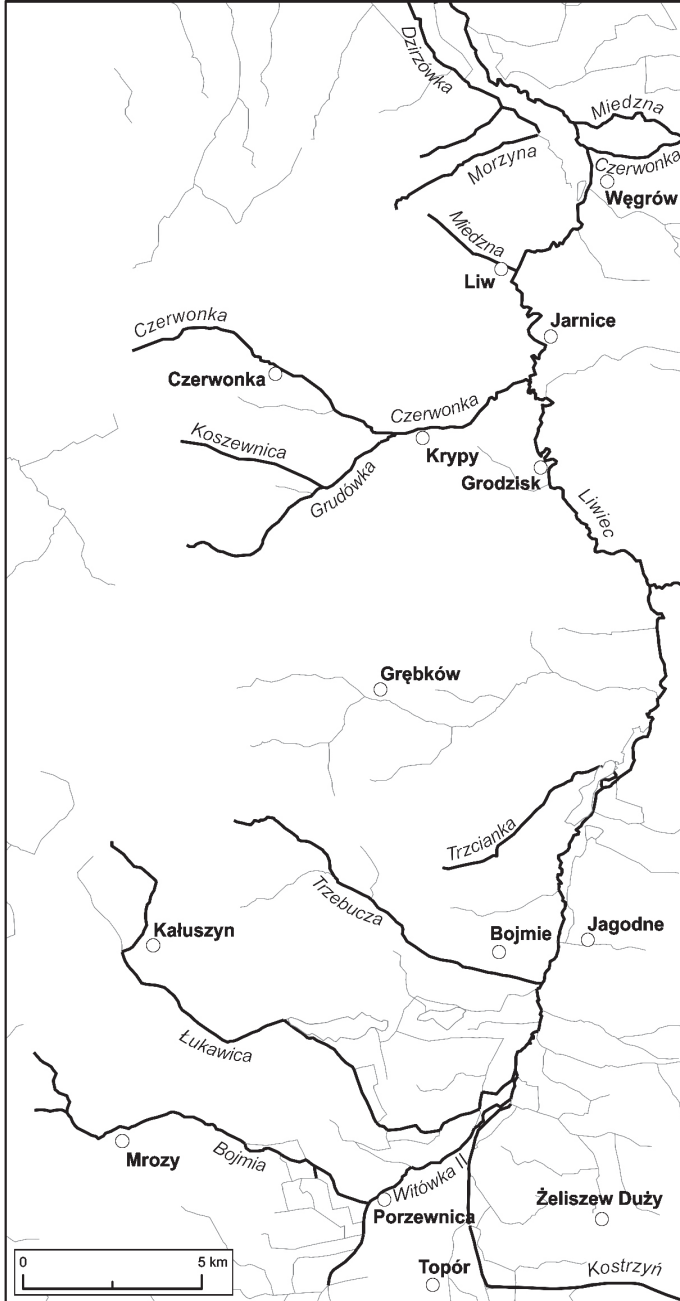 Dzirzówka
Miedzna
Czerwonka
Morzyna
Węgrów
Miedzna
Liw
Jarnice
Czerwonka
Czerwonka
Czerwonka
Krypy
Koszewnica
Grudówka
Grodzisk
Liwiec
Grębków
Trzcianka
Trzebucza
Kałuszyn
Bojmie
Jagodne
Łukawica
Mrozy
Bojmia
Witówka II
Porzewnica
Żeliszew Duży
Topór
Kostrzyń
0 5 km